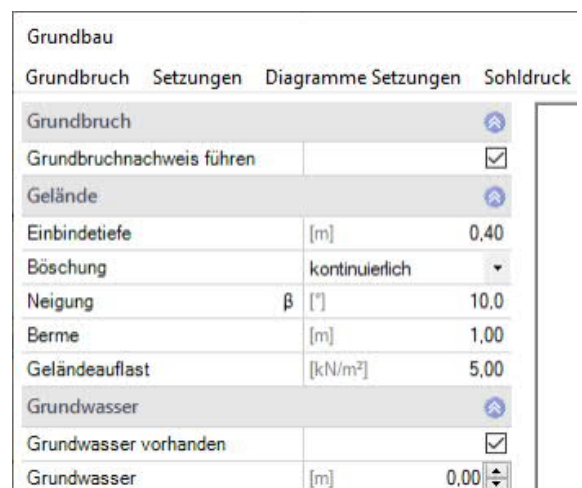 Grundbau
Grundbruch Setzungen Diagramme Setzungen Sohldruck
Grundbruch
Grundbruchnachweis führen
Gelände
Einbindetiefe [m] 0,40
Böschung kontinuierlich
Neigung β [°] 10,0
Berme [m] 1,00
Geländeauflast [kN/m²] 5,00
Grundwasser
Grundwasser vorhanden
Grundwasser [m] 0,00